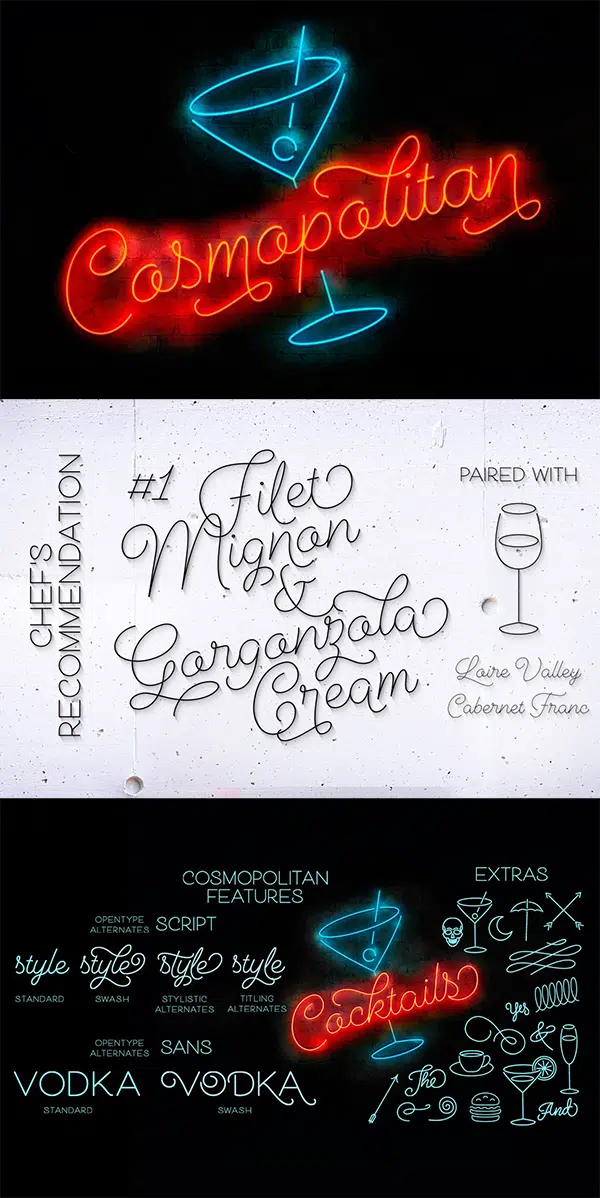 Cosmopolitan
CHEF'S
RECOMMENDATION
#1 Filet
Mignon
&
Gorgonzola
Cream
PAIRED WITH
Loire Valley
Cabernet Franc
COSMOPOLITAN
FEATURES
OPENTYPE
ALTERNATES SCRIPT
style style style style
STANDARD SWASH STYLISTIC
ALTERNATES TITLING
ALTERNATES
OPENTYPE
ALTERNATES SANS
VODKA VODKA
STANDARD SWASH
Cocktails
EXTRAS
Yes
&
The
And